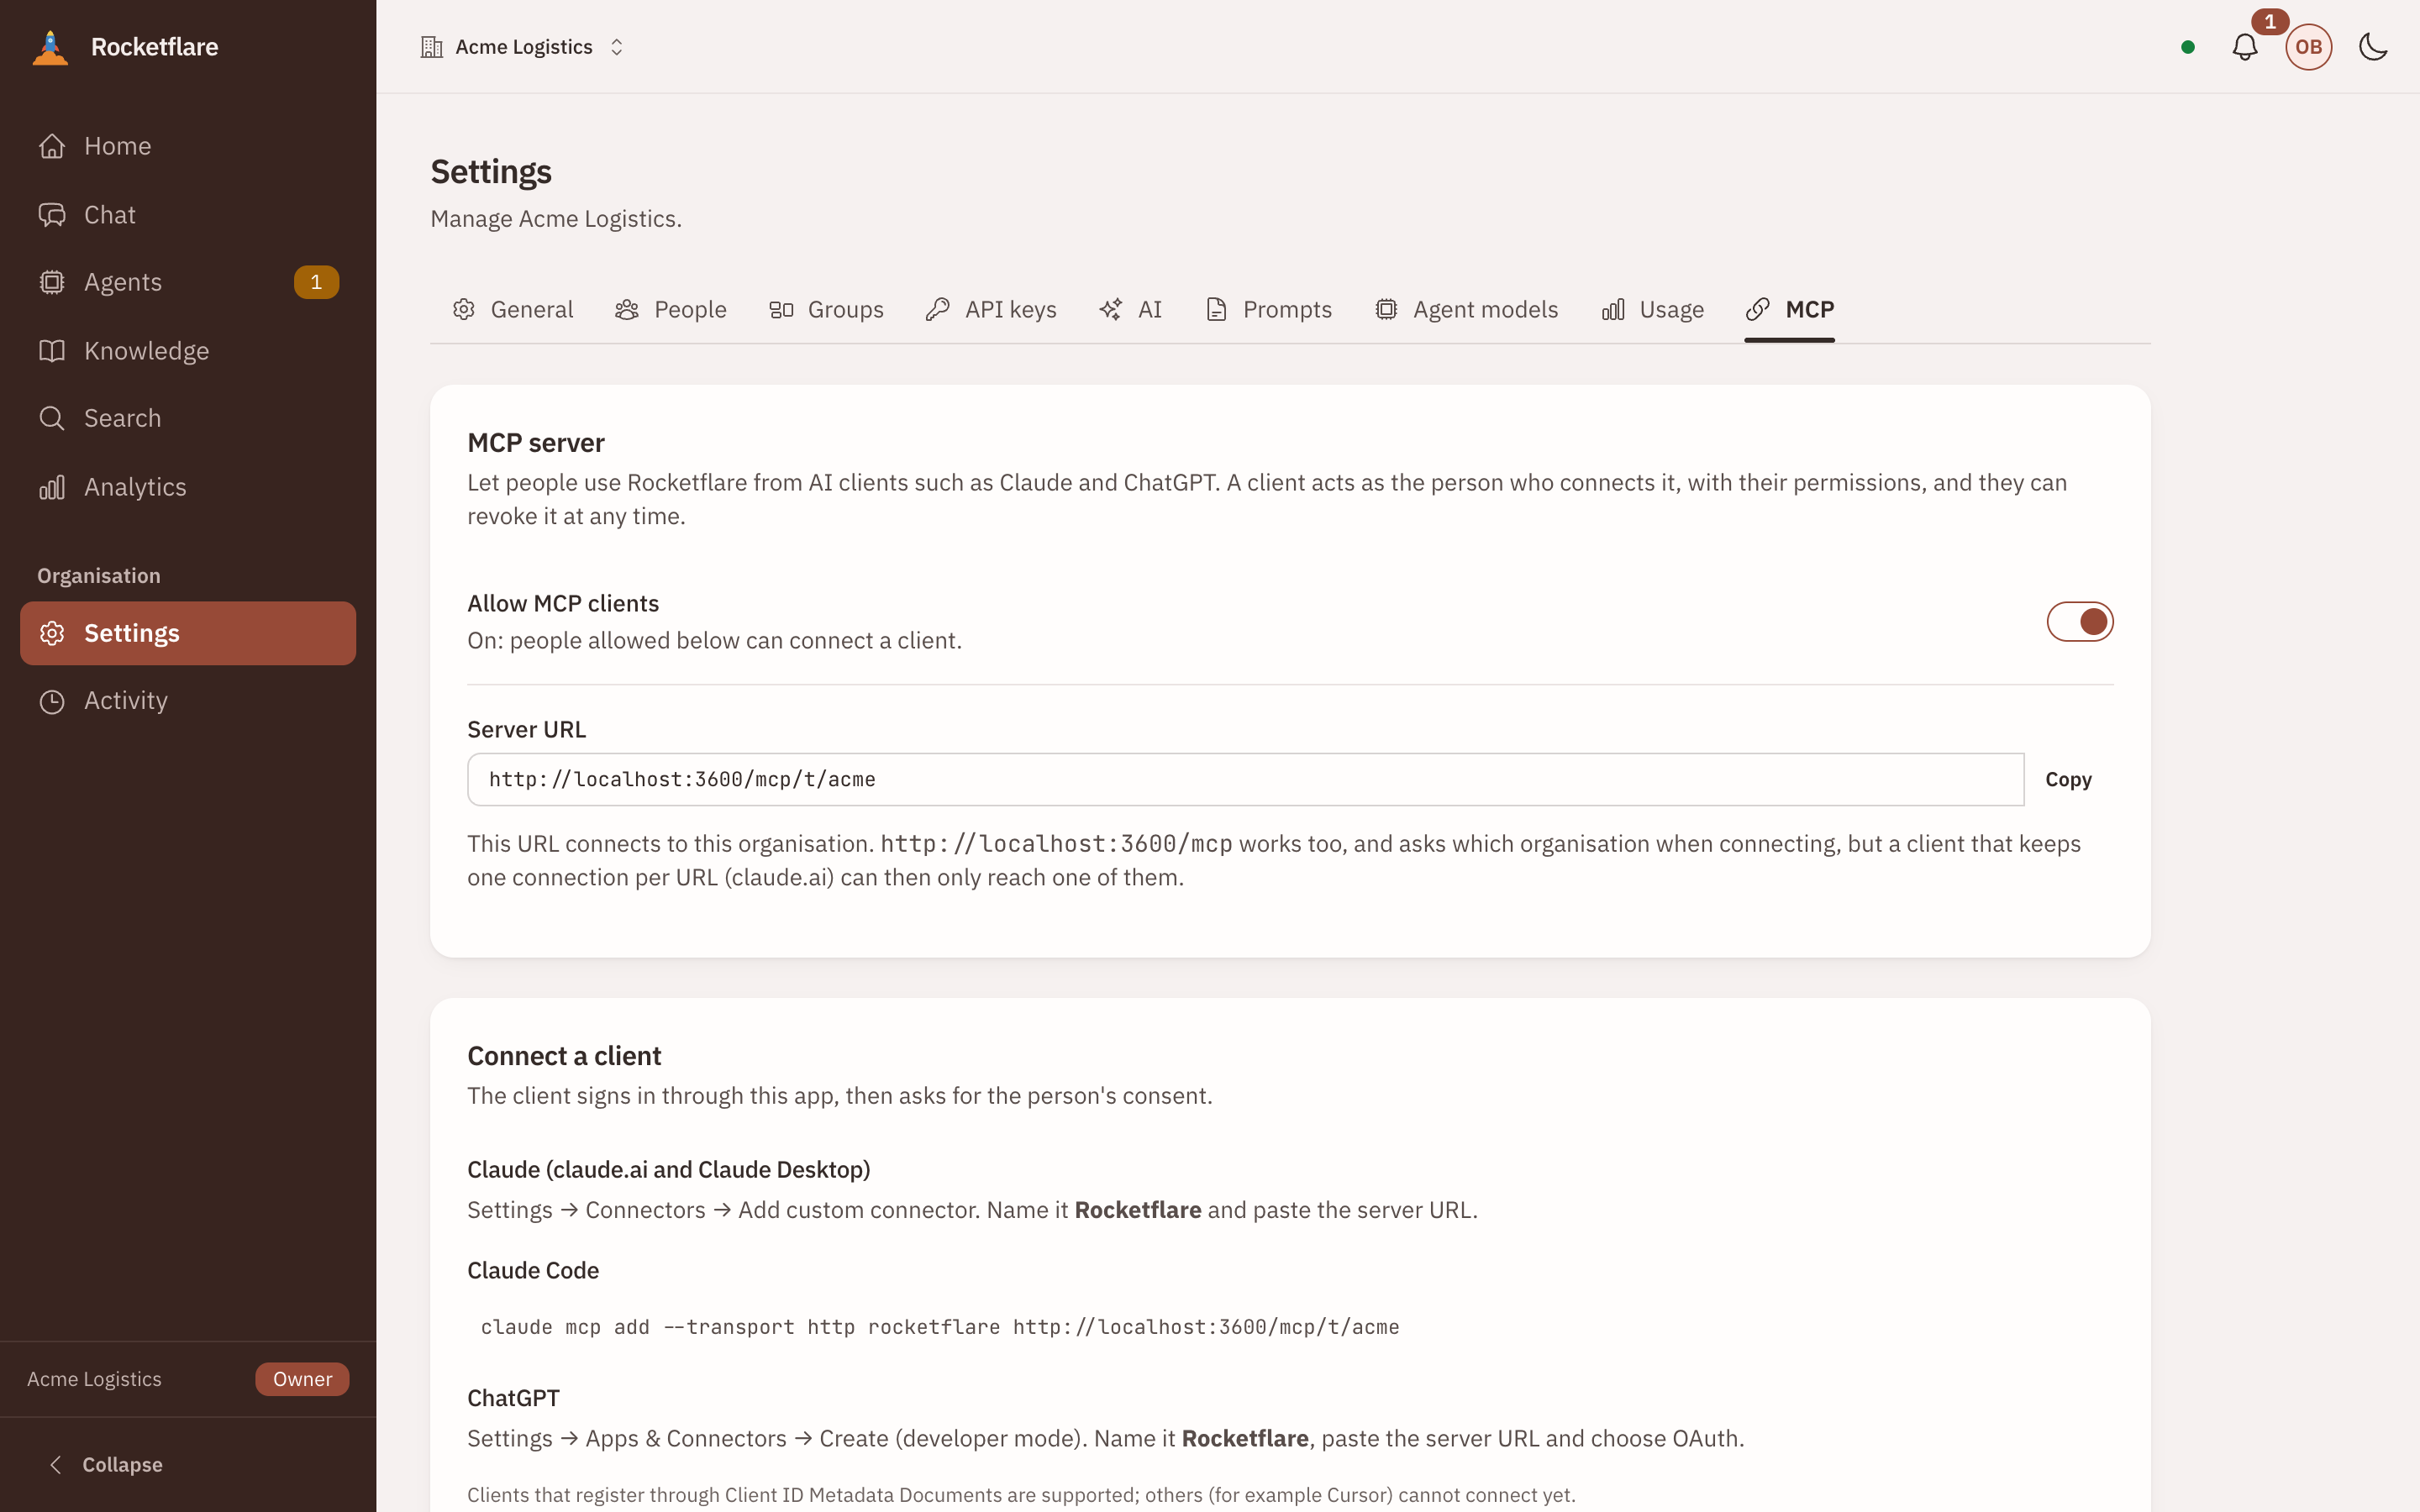 Rocketflare
Acme Logistics
1
OB
Home
Chat
Agents
1
Knowledge
Search
Analytics
Organisation
Settings
Activity
Acme Logistics
Owner
Collapse
Settings
Manage Acme Logistics.
General
People
Groups
API keys
AI
Prompts
Agent models
Usage
MCP
MCP server
Let people use Rocketflare from AI clients such as Claude and ChatGPT. A client acts as the person who connects it, with their permissions, and they can
revoke it at any time.
Allow MCP clients
On: people allowed below can connect a client.
Server URL
http://localhost:3600/mcp/t/acme
Copy
This URL connects to this organisation. http://localhost:3600/mcp works too, and asks which organisation when connecting, but a client that keeps
one connection per URL (claude.ai) can then only reach one of them.
Connect a client
The client signs in through this app, then asks for the person's consent.
Claude (claude.ai and Claude Desktop)
Settings → Connectors → Add custom connector. Name it Rocketflare and paste the server URL.
Claude Code
claude mcp add --transport http rocketflare http://localhost:3600/mcp/t/acme
ChatGPT
Settings → Apps & Connectors → Create (developer mode). Name it Rocketflare, paste the server URL and choose OAuth.
Clients that register through Client ID Metadata Documents are supported; others (for example Cursor) cannot connect yet.